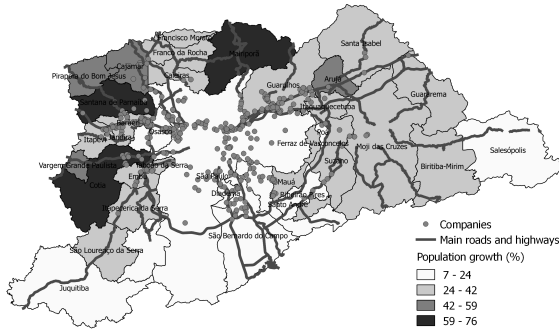 Francisco Morato
Santa Isabel
Franco da Rocha
Mairiporã
Cajamar
Pirapora do Bom Jesus
Caieiras
Guarulhos
Arujá
Guararema
Santana de Parnaíba
Itaquaquecetuba
Barueri
Osasco
Jandira
Itapevi
Poá
Ferraz de Vasconcelos
Moji das Cruzes
Salesópolis
Suzano
Vargem Grande Paulista
Taboão da Serra
Biritiba-Mirim
Embu
São Paulo
Mauá
Cotia
Diadema
Ribeirão Pires
Santo André
Itapecerica da Serra
São Bernardo do Campo
São Lourenço da Serra
Juquitiba
Companies
Main roads and highways
Population growth (%)
7 - 24
24 - 42
42 - 59
59 - 76